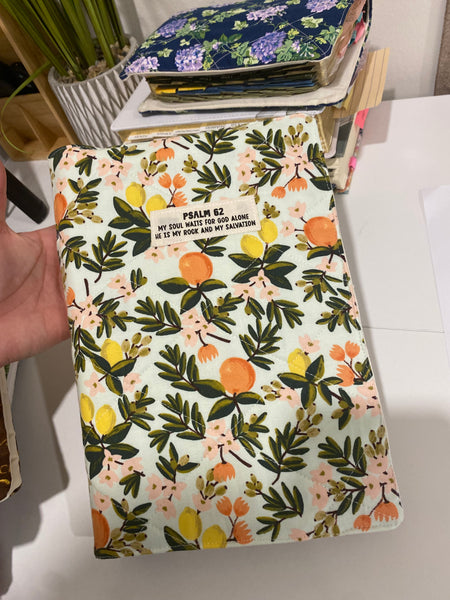 PSALM 62
MY SOUL WAITS FOR GOD ALONE
HE IS MY ROCK AND MY SALVATION